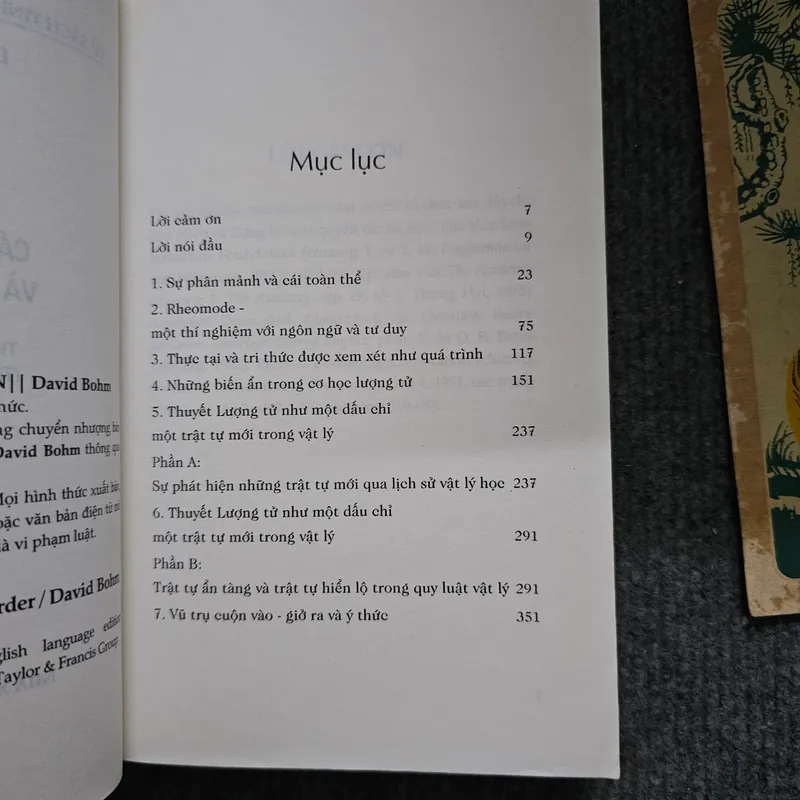 N|| David Bohm
hức.
g chuyển nhượng
David Bohm thông
Mọi hình thức xuất
oặc văn bản điện tử
là vi phạm luật.
rder / David Bohm
glish language
Taylor & Francis Group
Mục lục
Lời cảm ơn 7
Lời nói đầu 9
1. Sự phân mảnh và cái toàn thể 23
2. Rheomode -
một thí nghiệm với ngôn ngữ và tư duy 75
3. Thực tại và tri thức được xem xét như quá trình 117
4. Những biến ẩn trong cơ học lượng tử 151
5. Thuyết Lượng tử như một dấu chỉ
một trật tự mới trong vật lý 237
Phần A:
Sự phát hiện những trật tự mới qua lịch sử vật lý học 237
6. Thuyết Lượng tử như một dấu chỉ
một trật tự mới trong vật lý 291
Phần B:
Trật tự ẩn tàng và trật tự hiển lộ trong quy luật vật lý 291
7. Vũ trụ cuộn vào - giở ra và ý thức 351